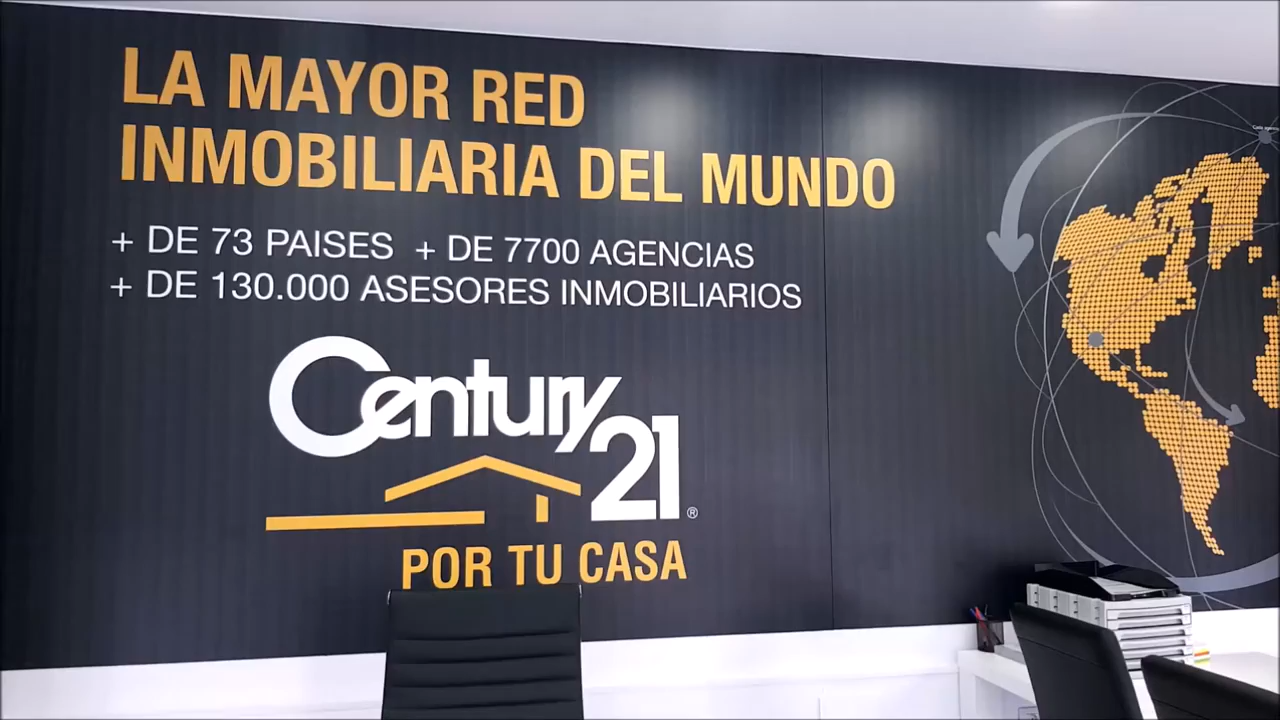 LA MAYOR RED
INMOBILIARIA DEL MUNDO
+ DE 73 PAISES + DE 7700 AGENCIAS
+ DE 130.000 ASESORES INMOBILIARIOS
Century
21®
POR TU CASA